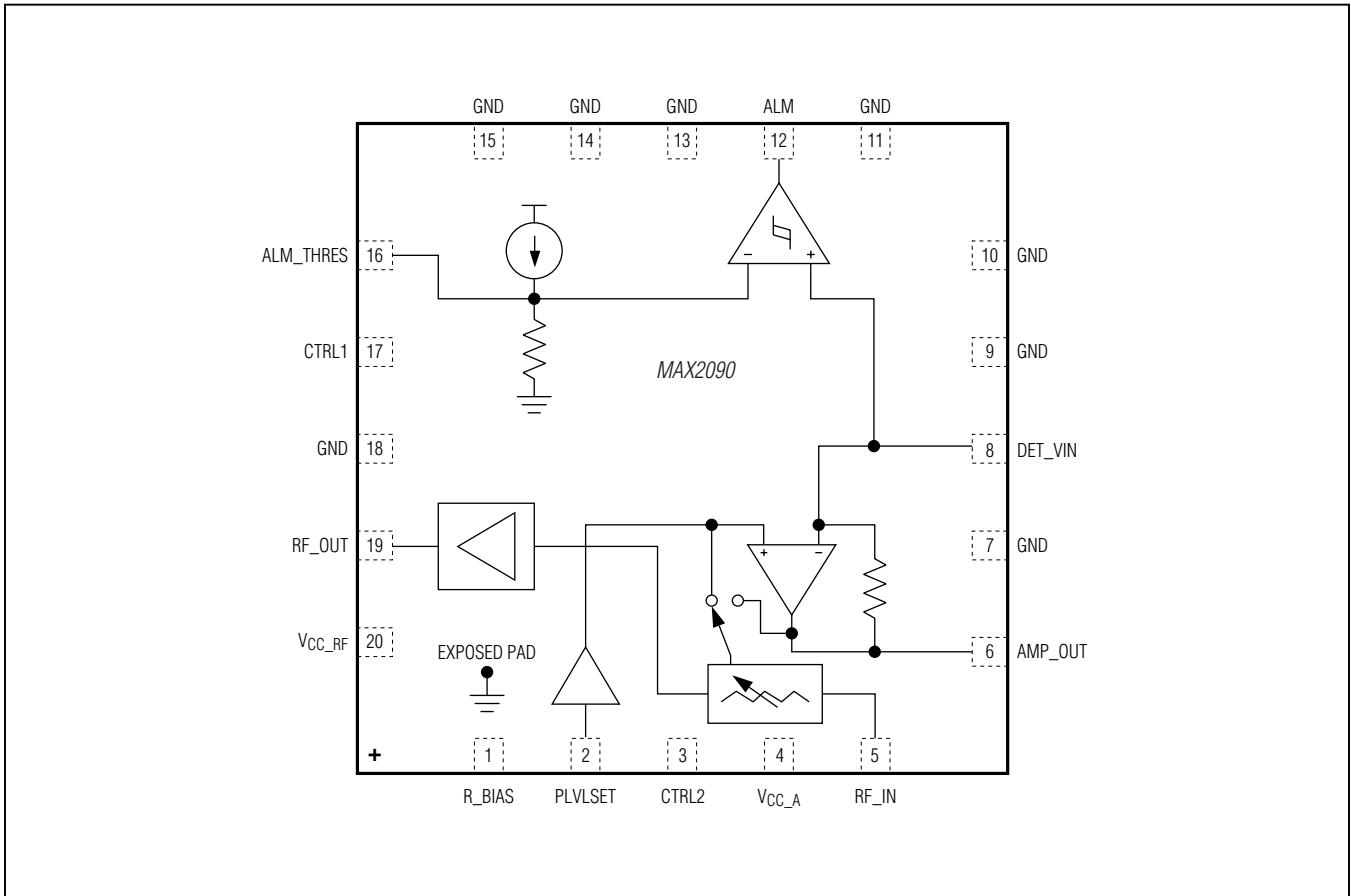 GND GND GND ALM GND
15 14 13 12 11
ALM_THRES 16
- +
10 GND
CTRL1 17
9 GND
MAX2090
GND 18
8 DET_VIN
RF_OUT 19
+ -
7 GND
VCC_RF 20
EXPOSED PAD
6 AMP_OUT
+ 1 2 3 4 5
R_BIAS PLVLSET CTRL2 VCC_A RF_IN